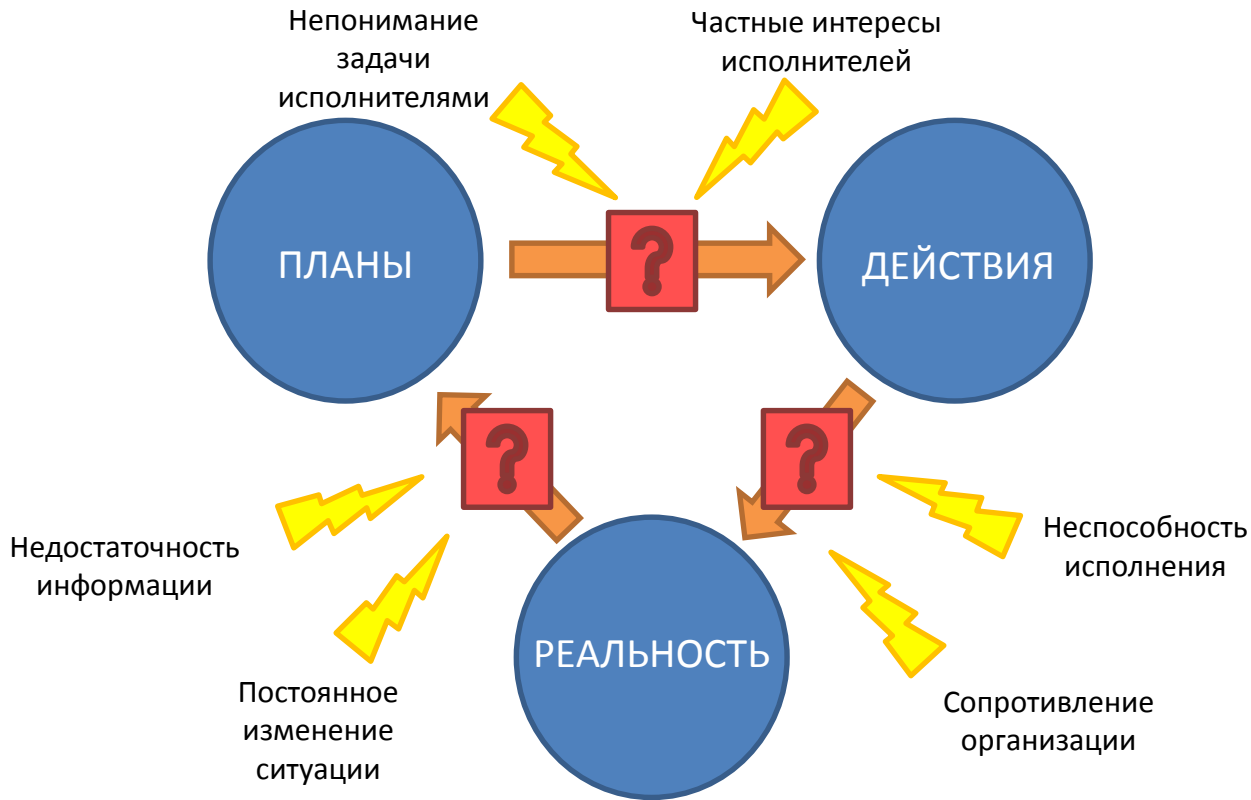 Непонимание
задачи
исполнителями
Частные интересы
исполнителей
ПЛАНЫ
?
ДЕЙСТВИЯ
?
?
Недостаточность
информации
Неспособность
исполнения
РЕАЛЬНОСТЬ
Постоянное
изменение
ситуации
Сопротивление
организации